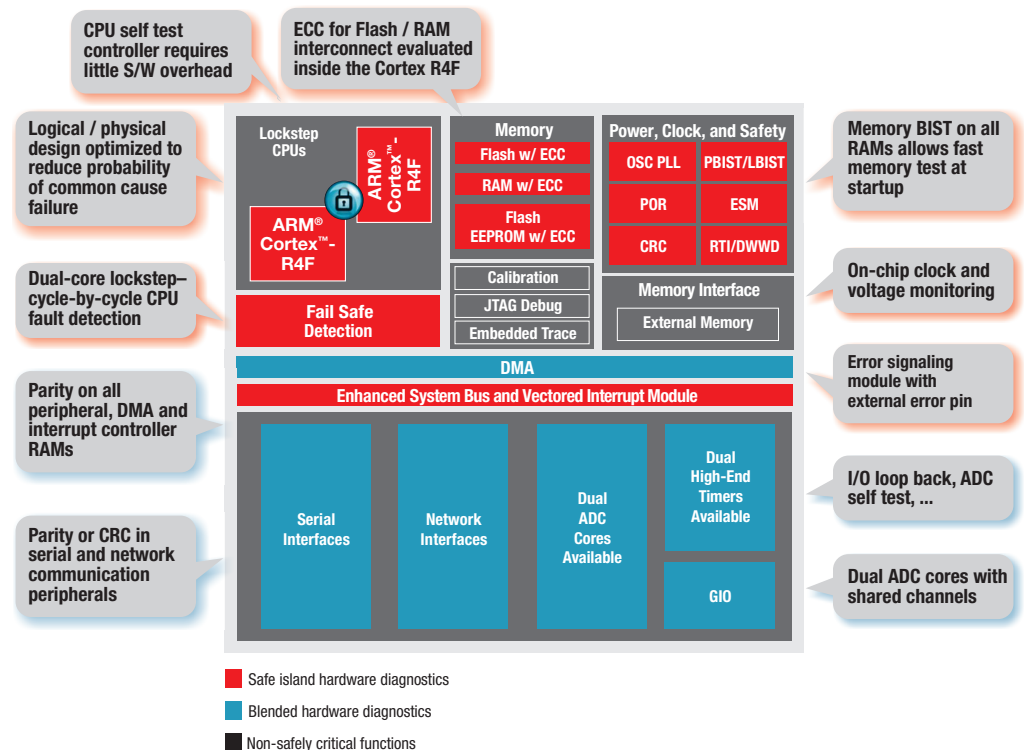 CPU self test
controller requires
little S/W overhead
ECC for Flash / RAM
interconnect evaluated
inside the Cortex R4F
Logical / physical
design optimized to
reduce probability
of common cause
failure
Dual-core lockstep–
cycle-by-cycle CPU
fault detection
Parity on all
peripheral, DMA and
interrupt controller
RAMs
Parity or CRC in
serial and network
communication
peripherals
Lockstep
CPUs
ARM®
Cortex™-
R4F
ARM®
Cortex™-
R4F
Fail Safe
Detection
Memory
Flash w/ ECC
RAM w/ ECC
Flash
EEPROM w/ ECC
Calibration
JTAG Debug
Embedded Trace
Power, Clock, and Safety
OSC PLL
PBIST/LBIST
POR
ESM
CRC
RTI/DWWD
Memory Interface
External Memory
DMA
Enhanced System Bus and Vectored Interrupt Module
Serial
Interfaces
Network
Interfaces
Dual
ADC
Cores
Available
Dual
High-End
Timers
Available
GIO
Memory BIST on all
RAMs allows fast
memory test at
startup
On-chip clock and
voltage monitoring
Error signaling
module with
external error pin
I/O loop back, ADC
self test, ...
Dual ADC cores with
shared channels
Safe island hardware diagnostics
Blended hardware diagnostics
Non-safely critical functions